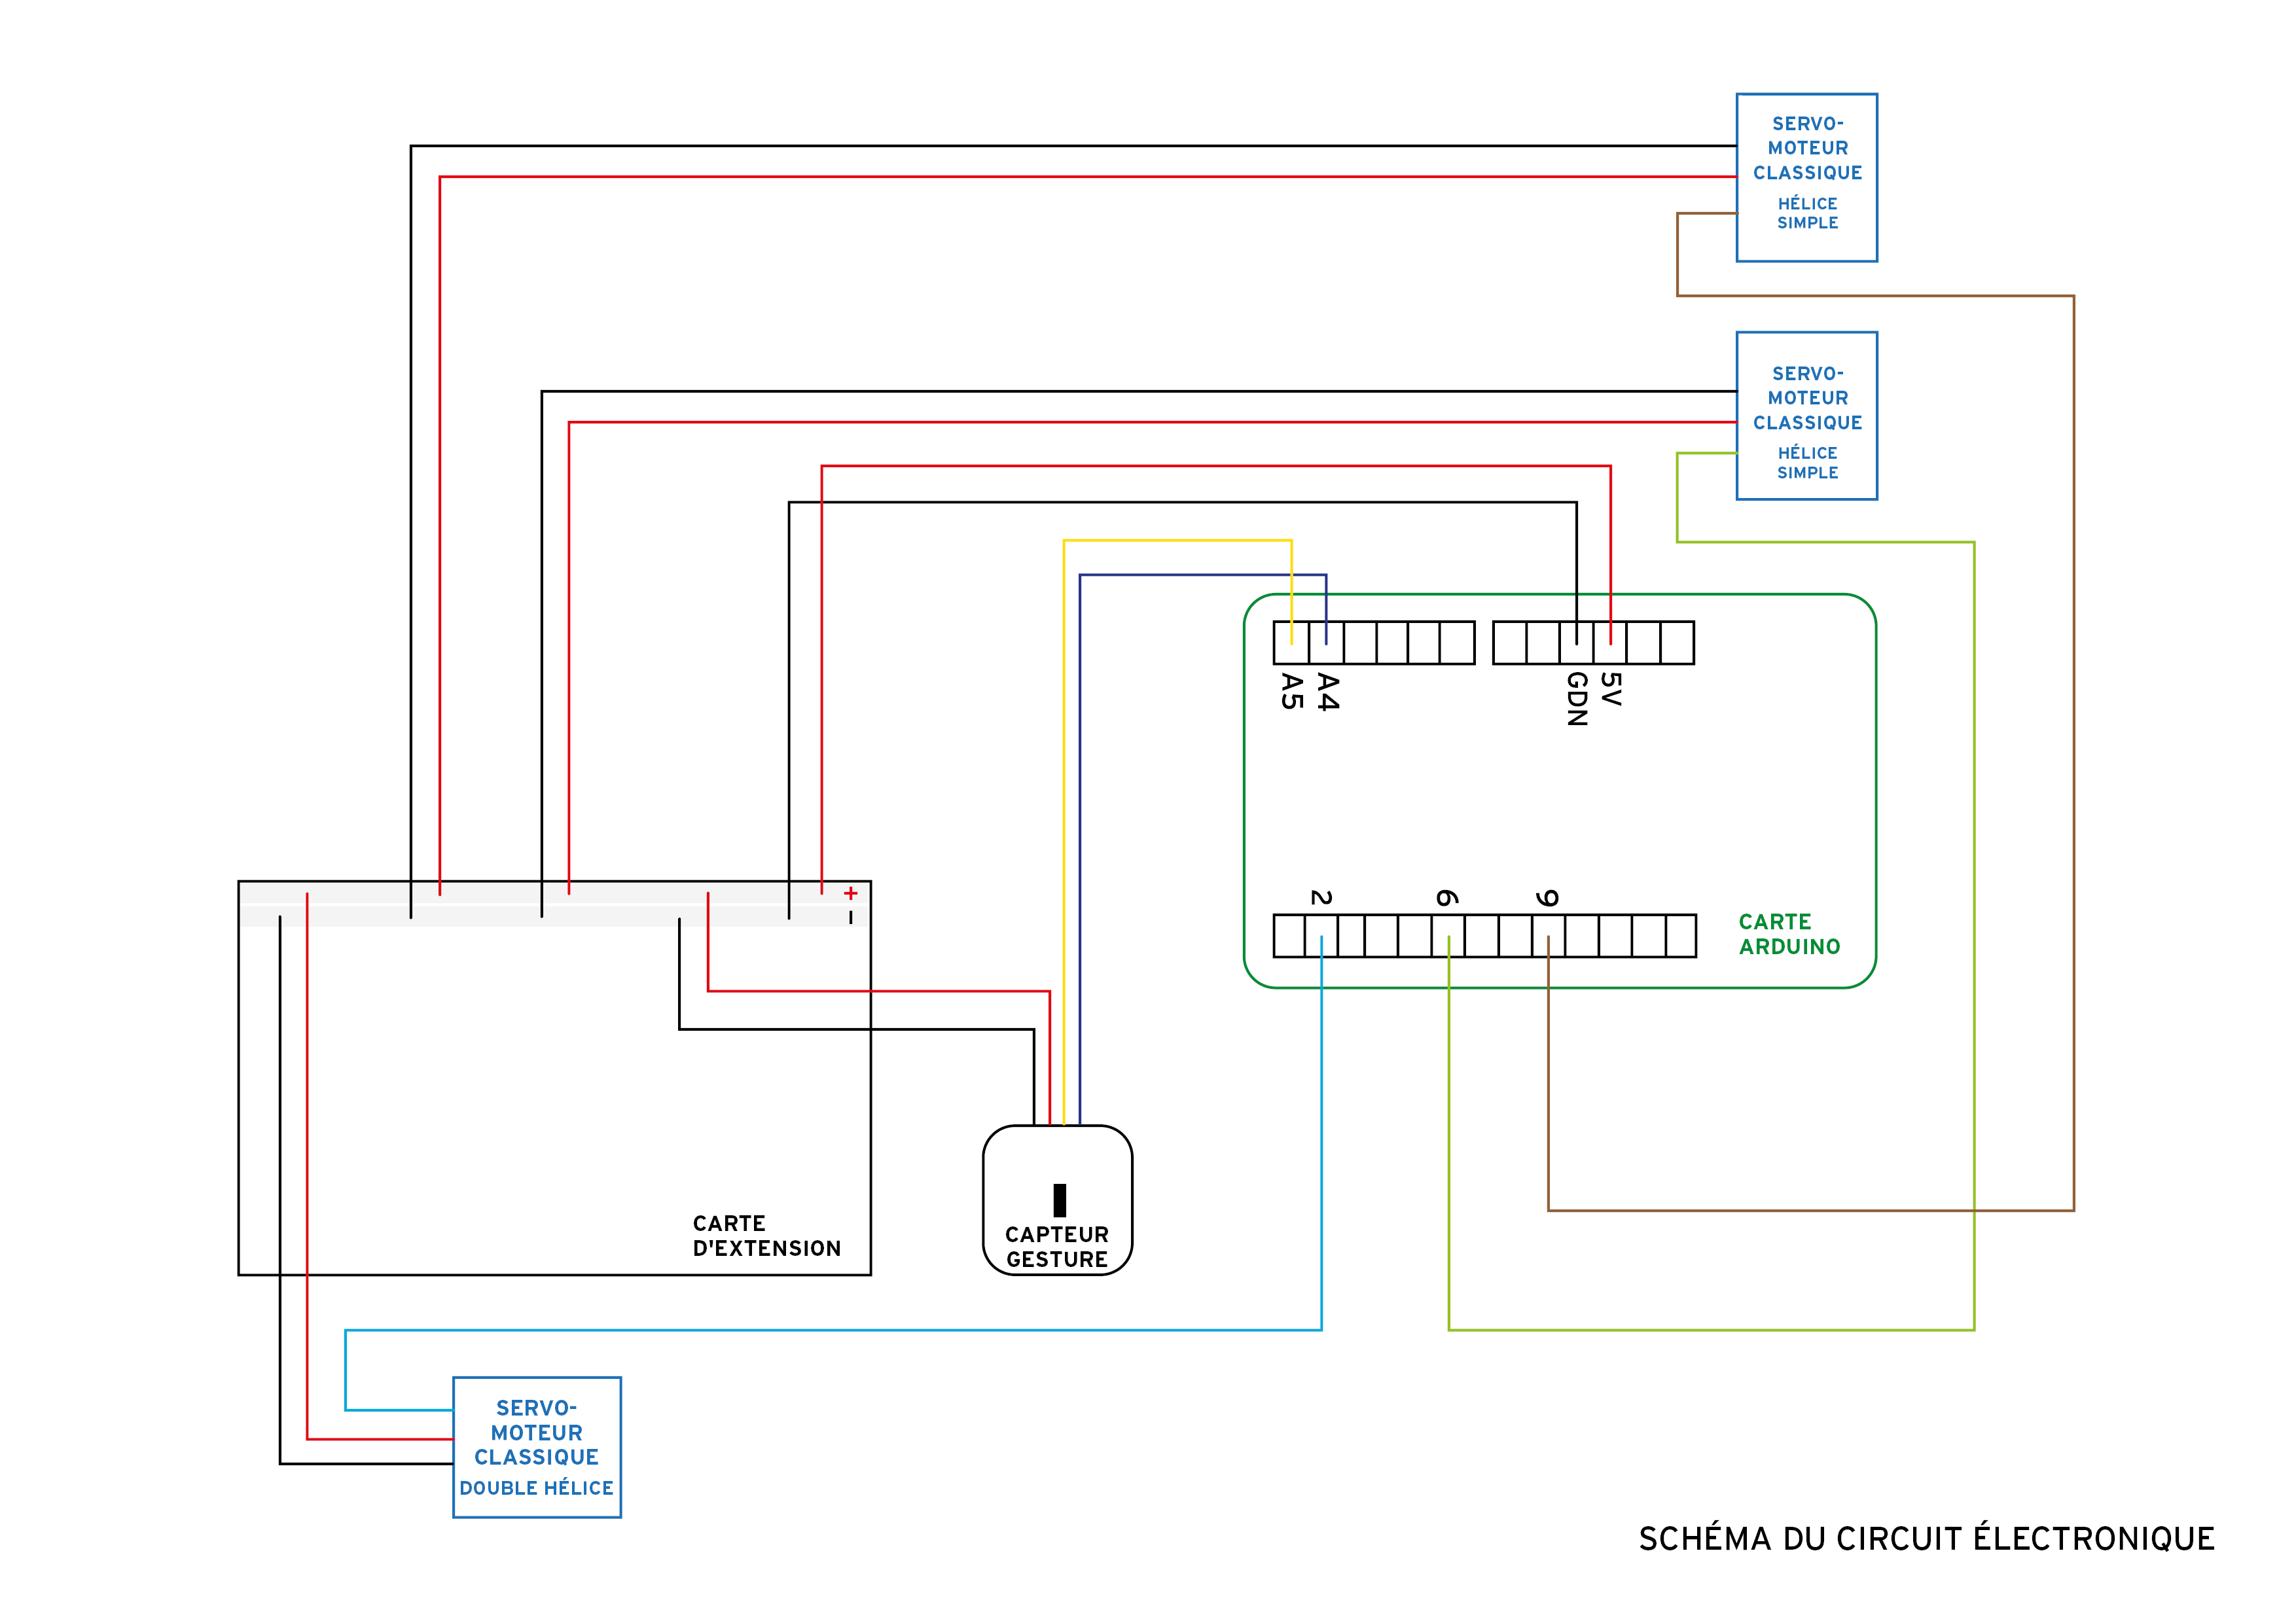 SERVO-
MOTEUR
CLASSIQUE
HÉLICE
SIMPLE
SERVO-
MOTEUR
CLASSIQUE
HÉLICE
SIMPLE
A5
A4
GDN
5V
+
-
2
6
9
CARTE
ARDUINO
CARTE
D'EXTENSION
CAPTEUR
GESTURE
SERVO-
MOTEUR
CLASSIQUE
DOUBLE HÉLICE
SCHÉMA DU CIRCUIT ÉLECTRONIQUE